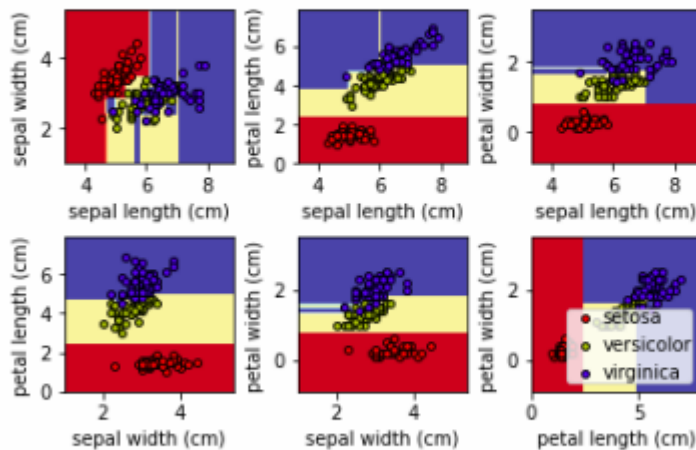 sepal width (cm)
4
2
4
6
8
sepal length (cm)
petal length (cm)
6
4
2
0
4
6
8
sepal length (cm)
petal width (cm)
2
0
4
6
8
sepal length (cm)
petal length (cm)
6
4
2
0
2
4
sepal width (cm)
petal width (cm)
2
0
2
4
sepal width (cm)
petal width (cm)
2
0
0
5
petal length (cm)
setosa
versicolor
virginica